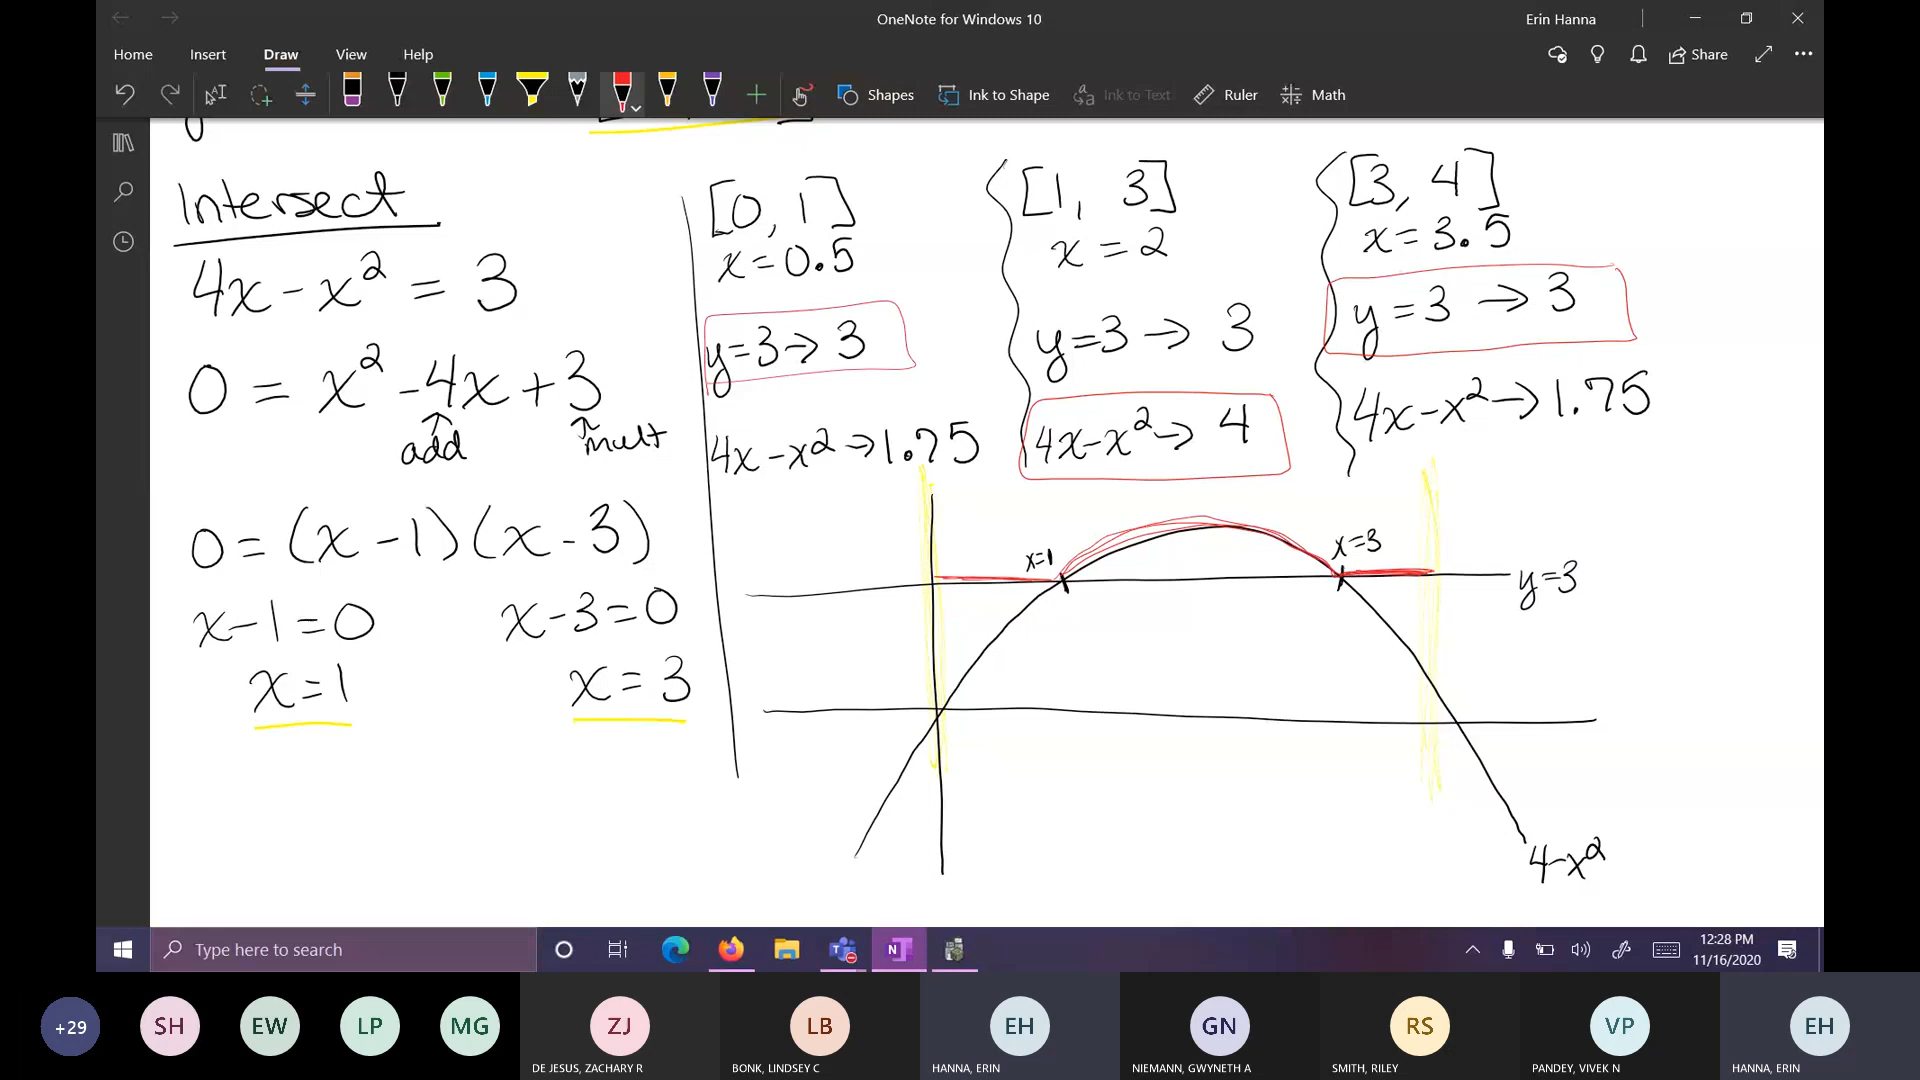 OneNote for Windows 10
Erin Hanna
Home Insert Draw View Help
Share
Shapes Ink to Shape Ink to Text Ruler Math
Intersect
4x - x² = 3
0 = x² - 4x + 3
add mult
0 = (x - 1)(x - 3)
x - 1 = 0 x - 3 = 0
x = 1 x = 3
[0, 1]
x = 0.5
y = 3 → 3
4x - x² → 1.75
[1, 3]
x = 2
y = 3 → 3
4x - x² → 4
[3, 4]
x = 3.5
y = 3 → 3
4x - x² → 1.75
x=1
x=3
y=3
4-x²
Type here to search
12:28 PM
11/16/2020
+29 SH EW LP MG ZJ LB EH GN RS VP EH
DE JESUS, ZACHARY R
BONK, LINDSEY C
HANNA, ERIN
NIEMANN, GWYNETH A
SMITH, RILEY
PANDEY, VIVEK N
HANNA, ERIN